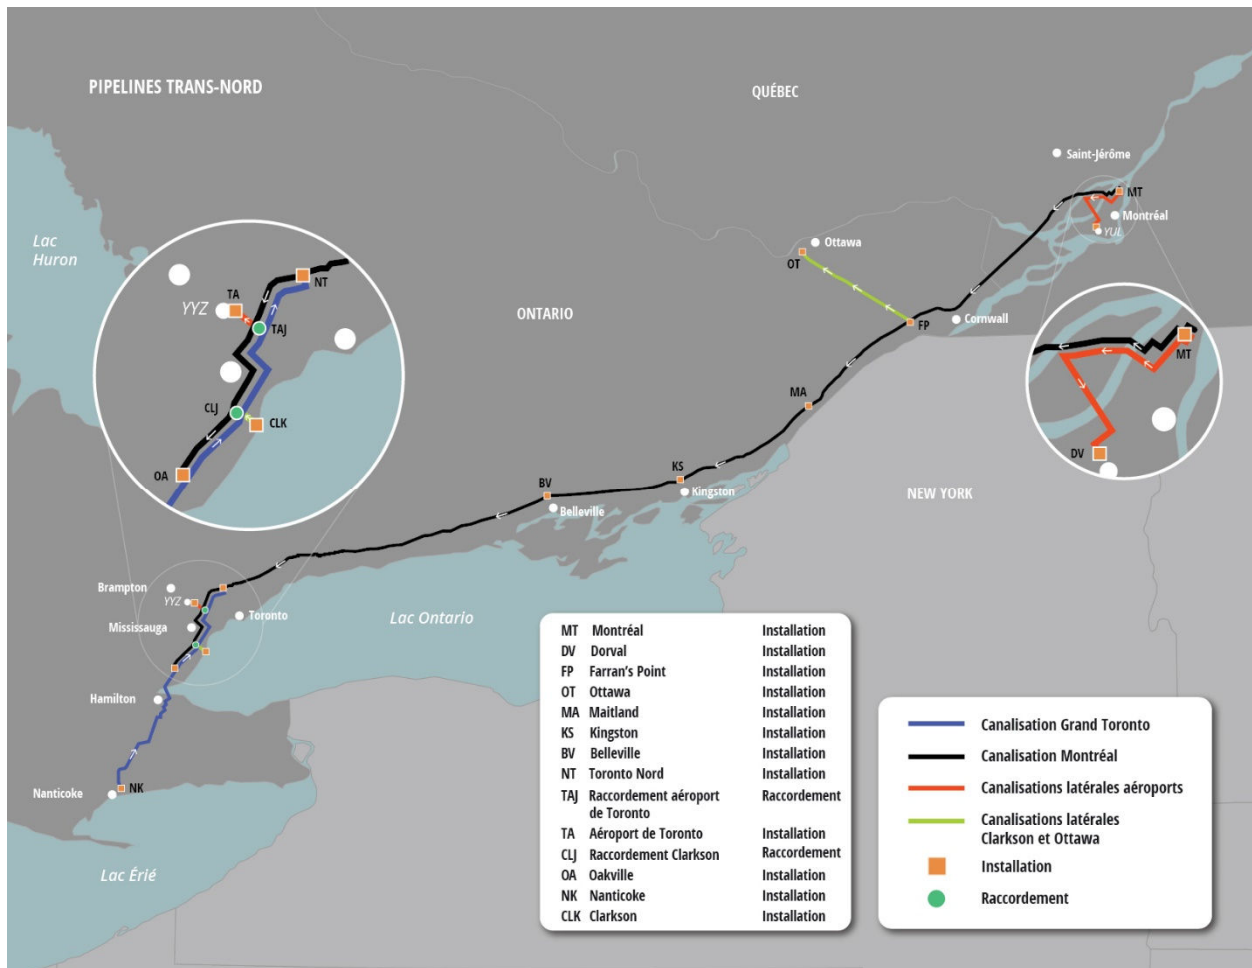 PIPELINES TRANS-NORD
QUÉBEC
Saint-Jérôme
MT
Montréal
YUL
Lac
Huron
Ottawa
OT
TA
NT
YYZ
TAJ
ONTARIO
FP
Cornwall
MT
CLJ
CLK
MA
OA
DV
KS
BV
Kingston
NEW YORK
Belleville
Brampton
YYZ
Toronto
Mississauga
Lac Ontario
Hamilton
Nanticoke
NK
Lac Érié
MT Montréal Installation
DV Dorval Installation
FP Farran's Point Installation
OT Ottawa Installation
MA Maitland Installation
KS Kingston Installation
BV Belleville Installation
NT Toronto Nord Installation
TAJ Raccordement aéroport Raccordement
de Toronto
TA Aéroport de Toronto Installation
CLJ Raccordement Clarkson Raccordement
OA Oakville Installation
NK Nanticoke Installation
CLK Clarkson Installation
Canalisation Grand Toronto
Canalisation Montréal
Canalisations latérales aéroports
Canalisations latérales
Clarkson et Ottawa
Installation
Raccordement